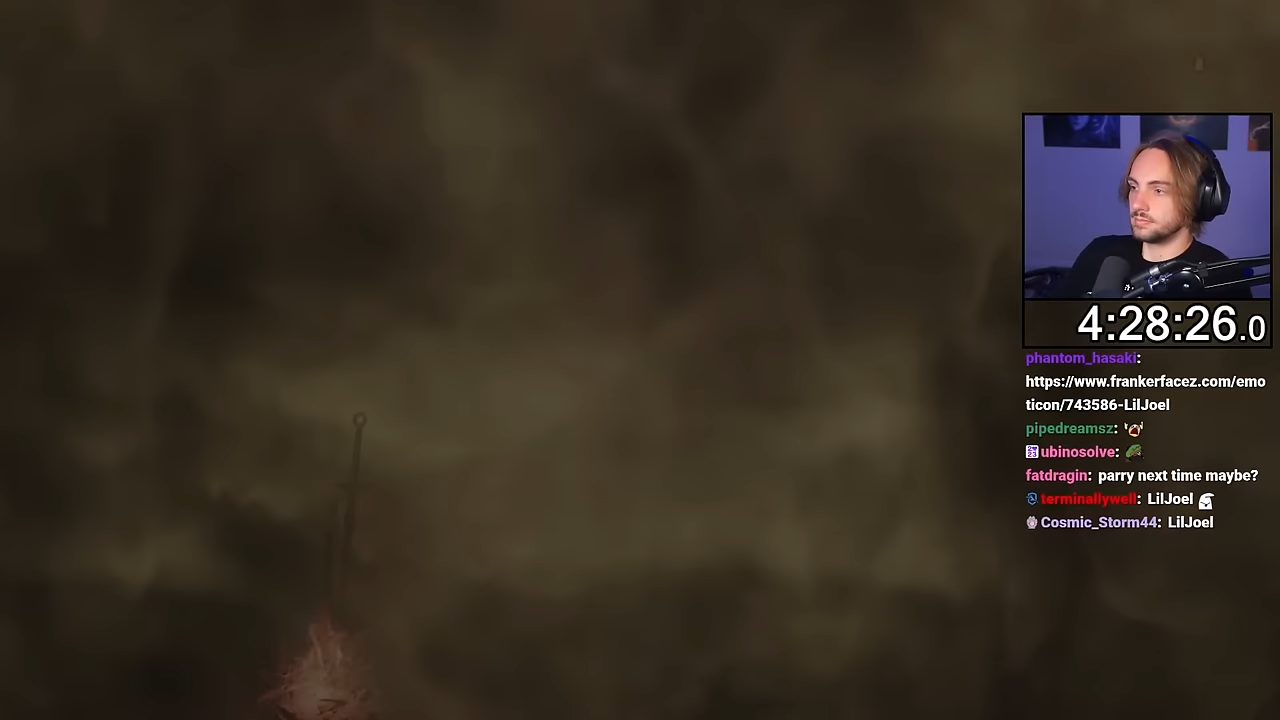 4:28:26.0
phantom_hasaki:
https://www.frankerfacez.com/emo
ticon/743586-LilJoel
pipedreamsz:
ubinosolve:
fatdragin: parry next time maybe?
terminallywell: LilJoel
Cosmic_Storm44: LilJoel